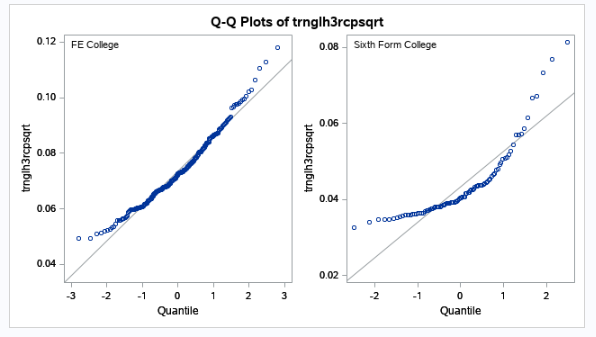 Q-Q Plots of trnglh3rcpsqrt
FE College
Sixth Form College
trnglh3rcpsqrt
0.12
0.10
0.08
0.06
0.04
-3 -2 -1 0 1 2 3
Quantile
trnglh3rcpsqrt
0.08
0.06
0.04
0.02
-2 -1 0 1 2
Quantile